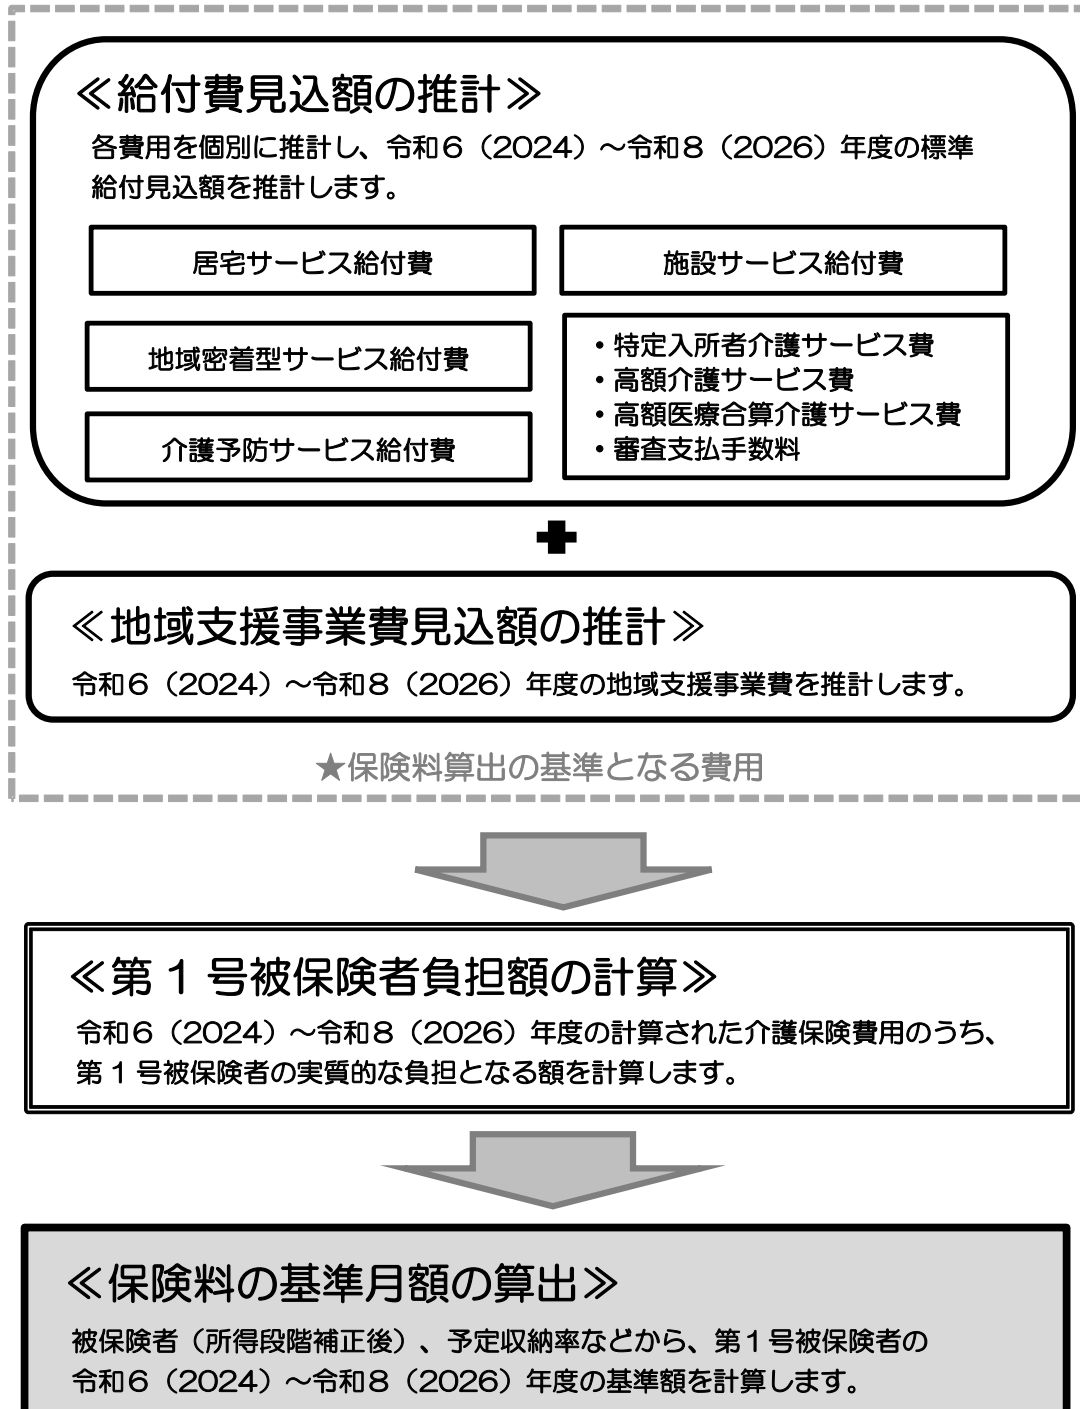 ≪給付費見込額の推計≫
各費用を個別に推計し、令和６（2024）～令和８（2026）年度の標準
給付見込額を推計します。
居宅サービス給付費
施設サービス給付費
地域密着型サービス給付費
介護予防サービス給付費
・特定入所者介護サービス費
・高額介護サービス費
・高額医療合算介護サービス費
・審査支払手数料
≪地域支援事業費見込額の推計≫
令和６（2024）～令和８（2026）年度の地域支援事業費を推計します。
★保険料算出の基準となる費用
≪第 1 号被保険者負担額の計算≫
令和６（2024）～令和８（2026）年度の計算された介護保険費用のうち、
第 1 号被保険者の実質的な負担となる額を計算します。
≪保険料の基準月額の算出≫
被保険者（所得段階補正後）、予定収納率などから、第１号被保険者の
令和６（2024）～令和８（2026）年度の基準額を計算します。